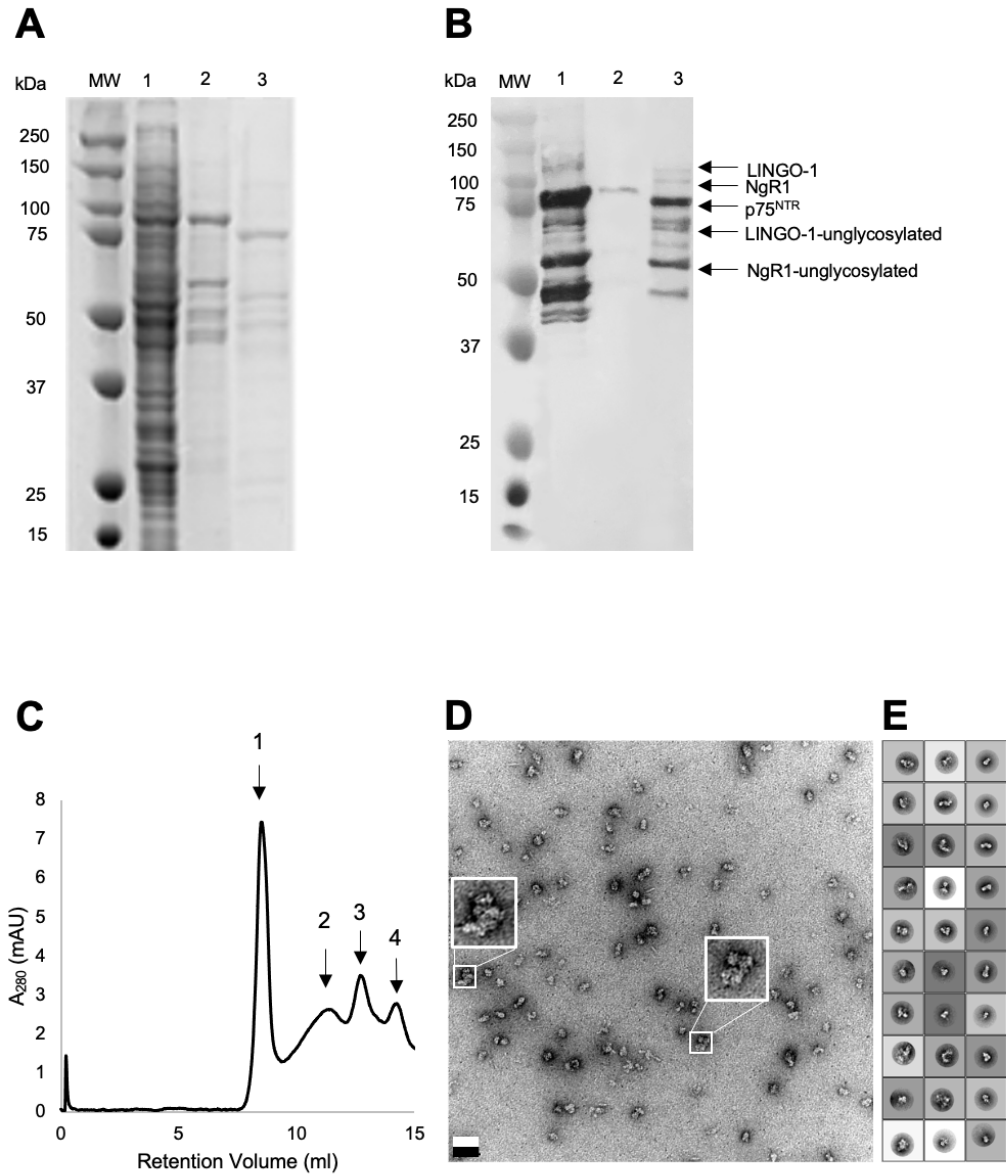 A
kDa MW 1 2 3
250
150
100
75
50
37
25
15
B
kDa MW 1 2 3
250
150
100
75
50
37
25
15
LINGO-1
NgR1
p75NTR
LINGO-1-unglycosylated
NgR1-unglycosylated
C
1
2
3
4
8
7
6
5
4
3
2
1
0
A280 (mAU)
0 5 10 15
Retention Volume (ml)
D
E